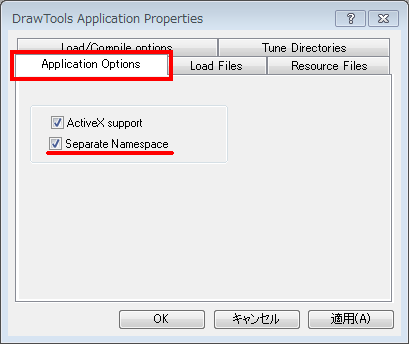 DrawTools Application Properties
Load/Compile options
Tune Directories
Application Options
Load Files
Resource Files
ActiveX support
Separate Namespace
OK
キャンセル
適用(A)